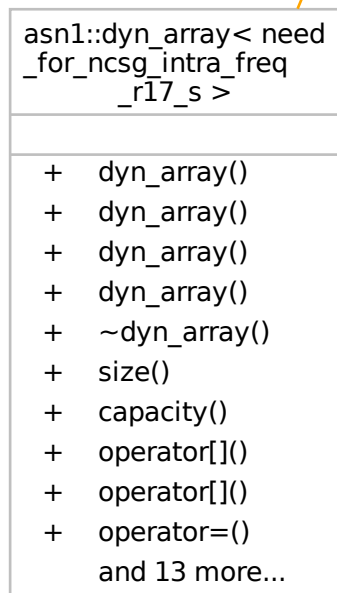 asn1::dyn_array< need
_for_ncsg_intra_freq
_r17_s >
+ dyn_array()
+ dyn_array()
+ dyn_array()
+ dyn_array()
+ ~dyn_array()
+ size()
+ capacity()
+ operator[]()
+ operator[]()
+ operator=()
and 13 more...